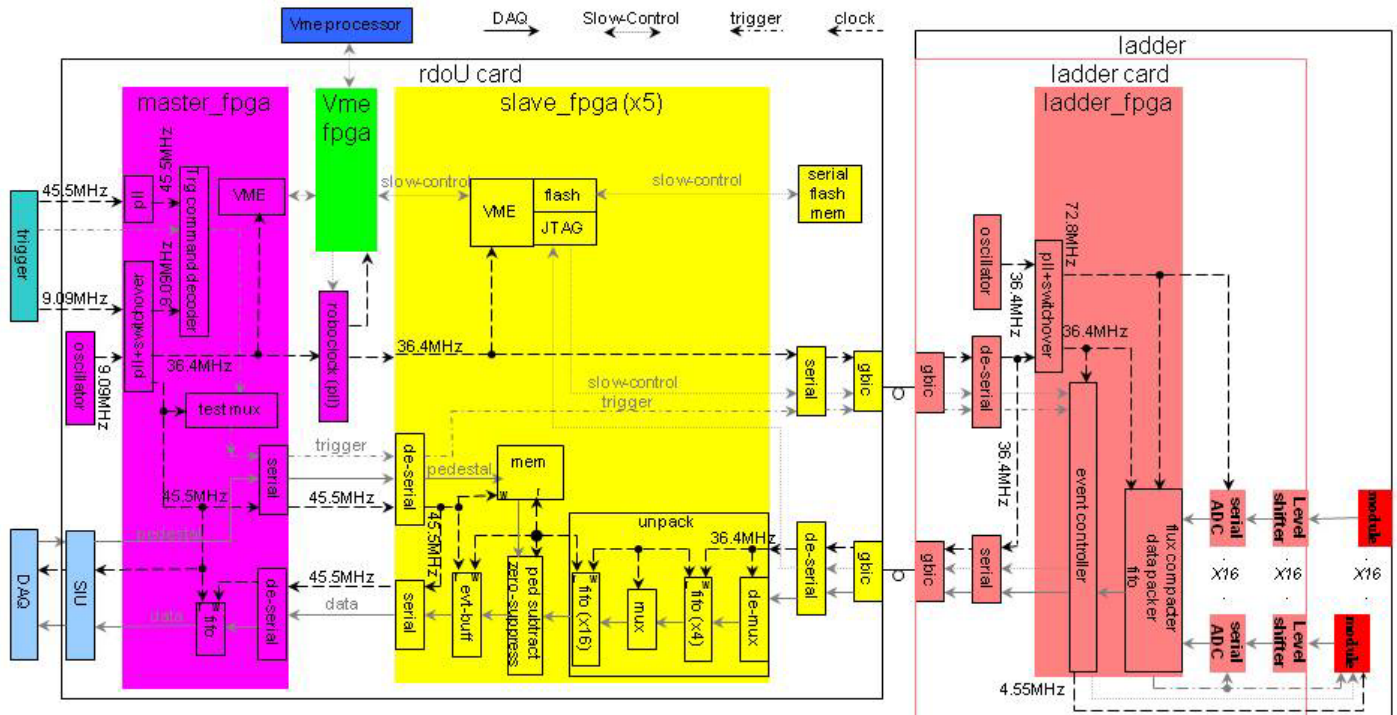 DAQ
Slow-Control
trigger
clock
Vme processor
ladder
rdoU card
ladder card
master_fpga
Vme
fpga
slave_fpga (x5)
ladder_fpga
45.5MHz
pll
45.5MHz
Trg command decoder
VME
slow-control
VME
flash
JTAG
slow-control
serial
flash
mem
trigger
9.09MHz
pll+switchover
9.09MHz
oscillator
9.09MHz
36.4MHz
roboclock (pll)
36.4MHz
serial
gbic
gbic
de-serial
oscillator
36.4MHz
pll+switchover
72.8MHz
36.4MHz
slow-control
trigger
test mux
trigger
serial
de-serial
pedestal
mem
w
r
45.5MHz
45.5MHz
45.5MHz
36.4MHz
event controller
flux compacter
data packer
fifo
serial
ADC
Level
shifter
module
unpack
36.4MHz
pedestal
DAQ
SIU
data
r
w
fifo
de-serial
45.5MHz
data
serial
r
w
evt-buff
ped subtract
zero-suppress
r
w
fifo (x16)
mux
r
w
fifo (x4)
de-mux
de-serial
gbic
gbic
serial
X16
X16
X16
serial
ADC
Level
shifter
module
4.55MHz